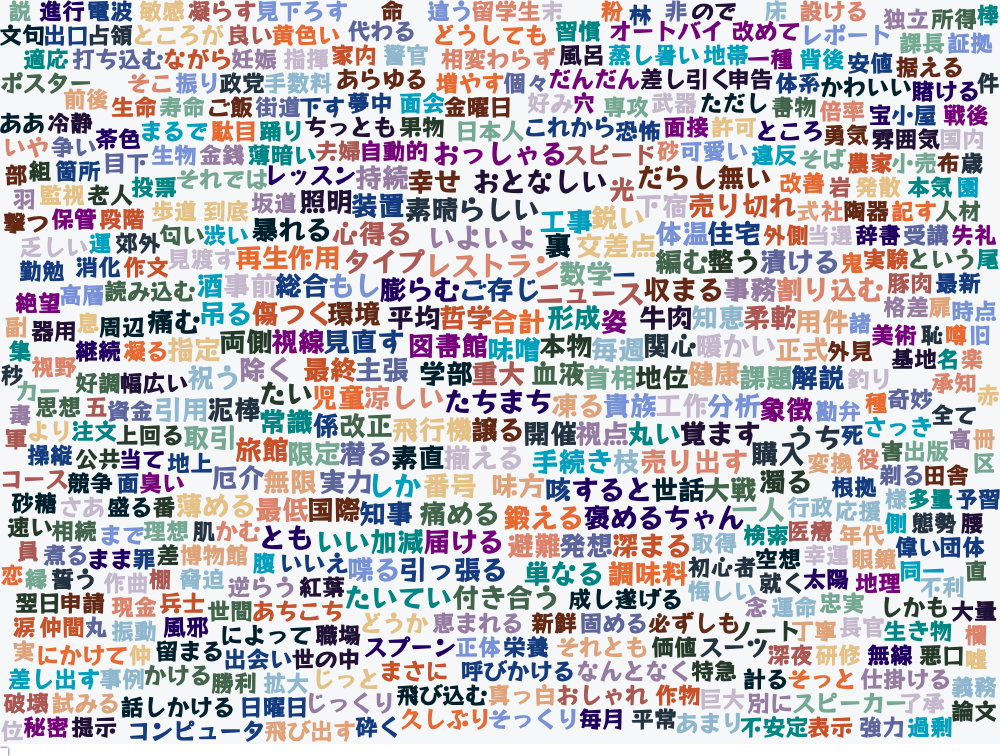 説 進行 電波 敏感 凝らす 見下ろす 命 違う 留学生 末 粉 林 非 ので 床 設ける 独立 所得 棒
文句 出口 占領 ところが 良い 黄色い 代わる どうしても 習慣 オートバイ 改めて レポート 課長 証拠
適応 打ち込む ながら 妊娠 指揮 家内 警官 相変わらず 風呂 蒸し暑い 地帯 一種 背後 安値 据える
ポスター そこ 振り 政党 手数料 あらゆる 増やす 個々 だんだん 差し引く 申告 体系 かわいい 賭ける 件
前後 生命 寿命 ご飯 街道 下す 夢中 面会 金曜日 好み 穴 専攻 武器 ただし 書物 倍率 宝 小屋 戦後
ああ 冷静 茶色 まるで 駄目 踊り ちっとも 果物 日本人 これから 恐怖 面接 許可 ところ 勇気 雰囲気 国内
いや 争い 目下 生物 金銭 薄暗い 夫婦 自動的 おっしゃる スピード 砂 可愛い 違反 そば 農家 小売 布 歳
部 組 箇所 投票 それでは レッスン 持続 幸せ おとなしい 光 だらし無い 改善 岩 発散 本気 園
羽 監視 老人 歩道 到底 坂道 照明 装置 素晴らしい 工事 鋭い 下宿 売り切れ 式 社 陶器 記す 人材
撃つ 保管 段階 匂い 渋い 暴れる 心得る いよいよ 裏 交差点 体温 住宅 外側 当選 辞書 受講 失礼
乏しい 運 郊外 見渡す 再生 作用 タイプ レストラン 数学 一 編む 整う 漬ける 鬼 実験 という 尾
勤勉 消化 作文 酒 事前 総合 もし 膨らむ ご存じ ニュース 収まる 事務 割り込む 豚肉 最新
絶望 高層 読み込む 吊る 傷つく 環境 平均 哲学 合計 形成 姿 牛肉 知恵 柔軟 用件 諸 格差 扉 時点
副 器用 息 周辺 痛む 両側 視線 見直す 図書館 味噌 本物 毎週 関心 暖かい 正式 外見 美術 恥 噂 旧
集 継続 凝る 指定 除く 最終 主張 学部 重大 血液 首相 地位 健康 課題 解説 釣り 基地 名 楽
秒 視野 好調 幅広い 祝う たい 児童 涼しい たちまち 凍る 貴族 工作 分析 象徴 勘弁 種 奇妙 承知 赤
カー 思想 五 資金 引用 泥棒 常識 係 改正 飛行機 譲る 開催 視点 丸い 覚ます うち 死 さっき 全て
毒 より 注文 上回る 取引 旅館 限定 潜る 素直 揃える 手続き 枝 売り出す 購入 変換 役 害 出版 高 冊
軍 操縦 公共 当て 地上 厄介 無限 実力 しか 番号 味方 咳 すると 世話 大戦 濁る 根拠 剃る 田舎 区
コース 競争 面 臭い 薄める 最低 国際 知事 痛める 鍛える 褒める ちゃん 一人 行政 応援 様 多量 予習
砂糖 さあ 盛る 番 肌 かむ とも いい加減 届ける 避難 発想 深まる 取得 検索 医療 年代 側 態勢 腰
速い 相続 まで 理想 腹 いいえ 喋る 引っ張る 単なる 調味料 初心者 空想 幸運 眼鏡 偉い 団体
員 煮る まま 罪 差 博物館 逆らう 紅葉 たいてい 付き合う 成し遂げる 悔しい 就く 太陽 地理 同一 直
恋 縁 誓う 作曲 棚 脅迫 世間 あちこち どうか 恵まれる 新鮮 固める 必ずしも 念 運命 忠実 不利
翌日 申請 現金 兵士 によって 職場 スプーン 正体 栄養 それとも 価値 スーツ ノート 丁寧 長官 しかも 大量
涙 仲間 丸 振動 風邪 出会い 世の中 じっと まさに 呼びかける なんとなく 特急 深夜 研修 生き物 欄
実 にかけて 仲 留まる 勝利 拡大 じっくり 飛び込む 真っ白 おしゃれ 作物 計る そっと 無線 悪口 嘘
差し出す 事例 かける 日曜日 久しぶり そっくり 毎月 平常 巨大 別に スピーカー 仕掛ける 義務
破壊 試みる 話しかける 飛び出す 砕く あまり 不安定 表示 強力 了承 過剰 論文
位 秘密 提示 コンピュータ